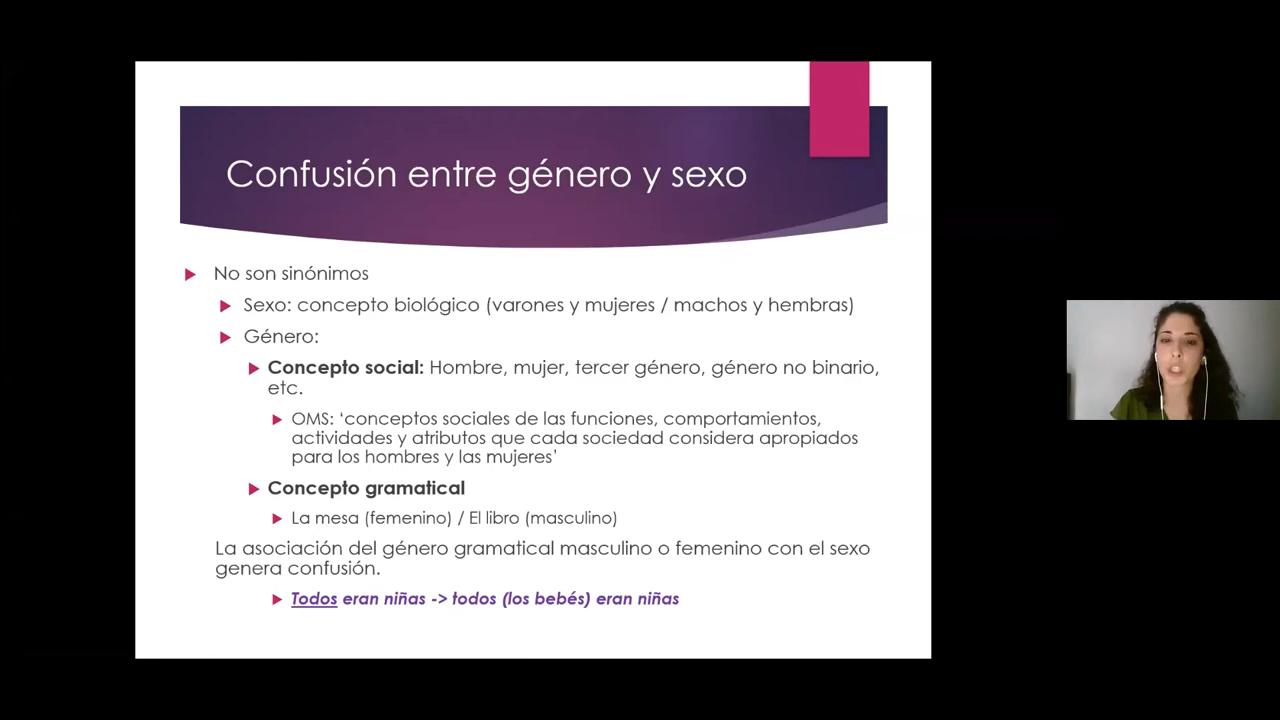 Confusión entre género y sexo
No son sinónimos
Sexo: concepto biológico (varones y mujeres / machos y hembras)
Género:
Concepto social: Hombre, mujer, tercer género, género no binario,
etc.
OMS: ‘conceptos sociales de las funciones, comportamientos,
actividades y atributos que cada sociedad considera apropiados
para los hombres y las mujeres’
Concepto gramatical
La mesa (femenino) / El libro (masculino)
La asociación del género gramatical masculino o femenino con el sexo
genera confusión.
Todos eran niñas -> todos (los bebés) eran niñas